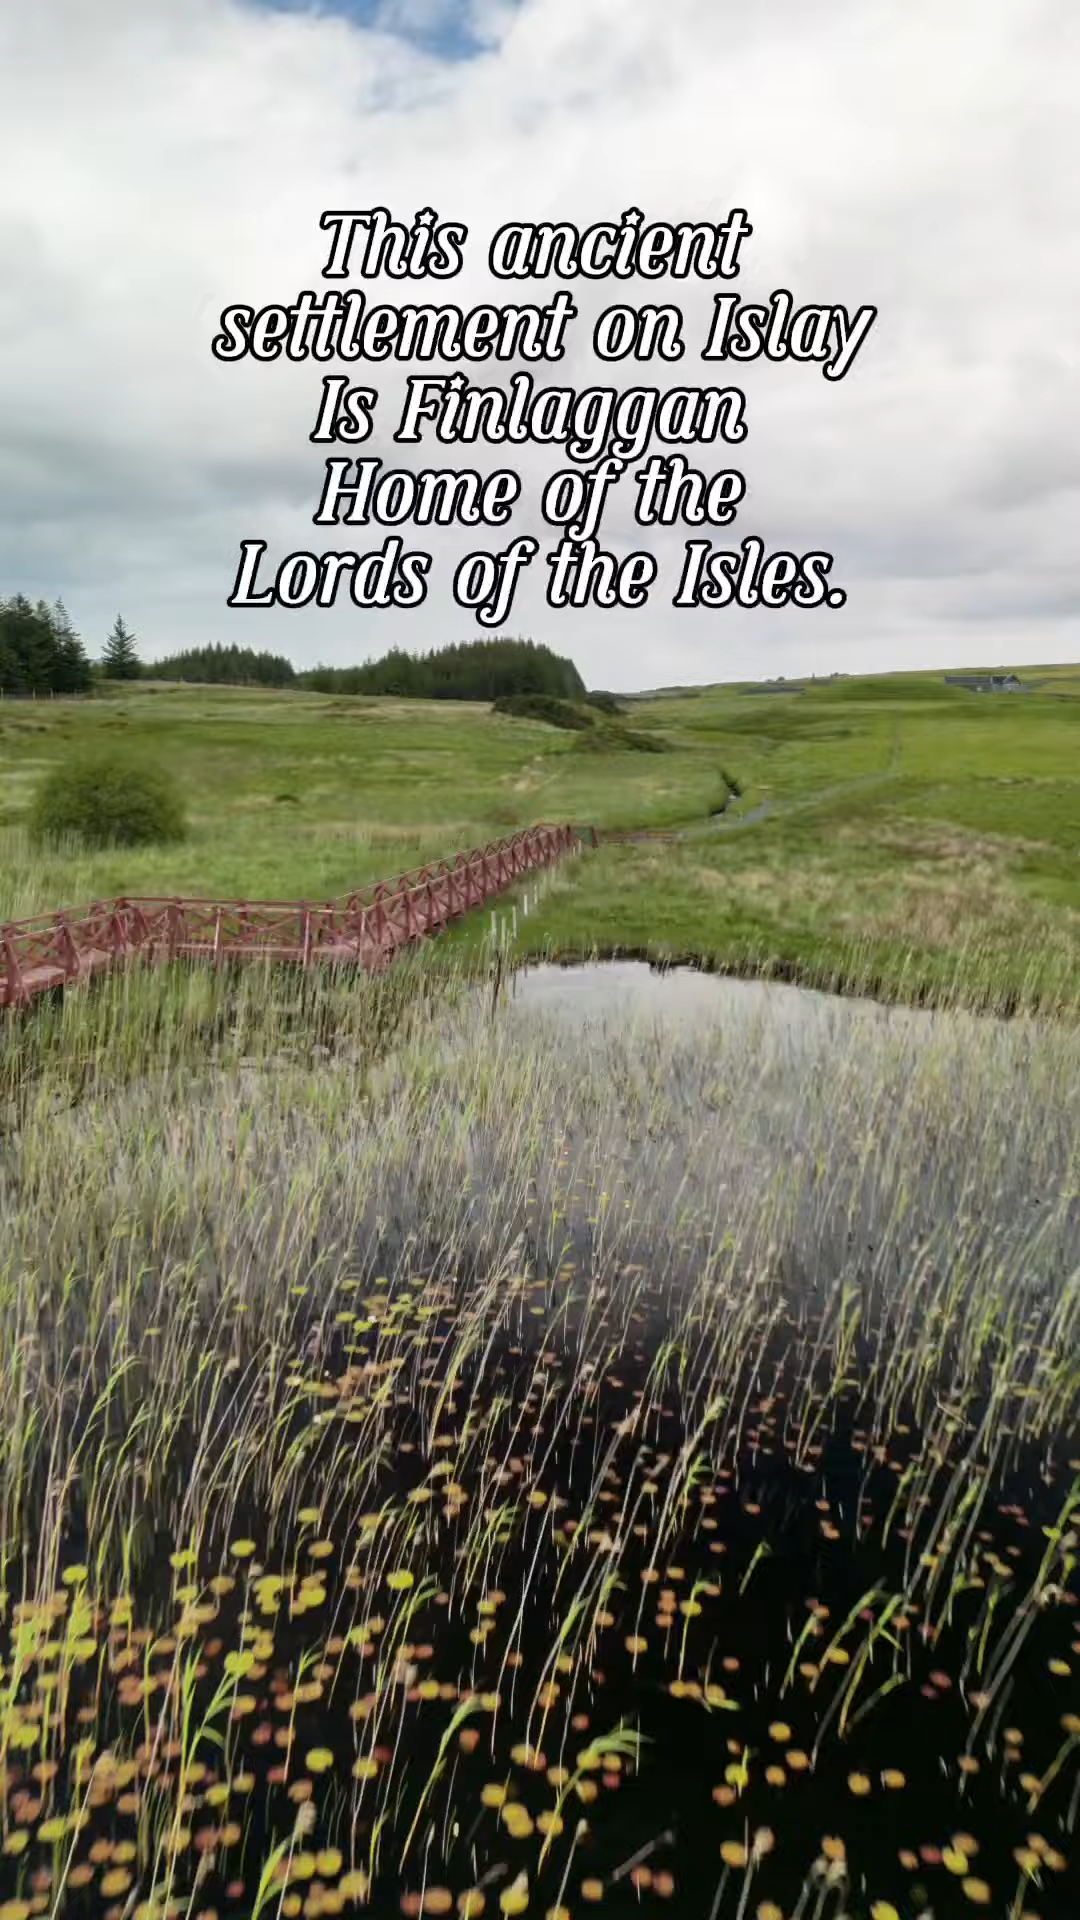 This ancient
settlement on Islay
Is Finlaggan
Home of the
Lords of the Isles.